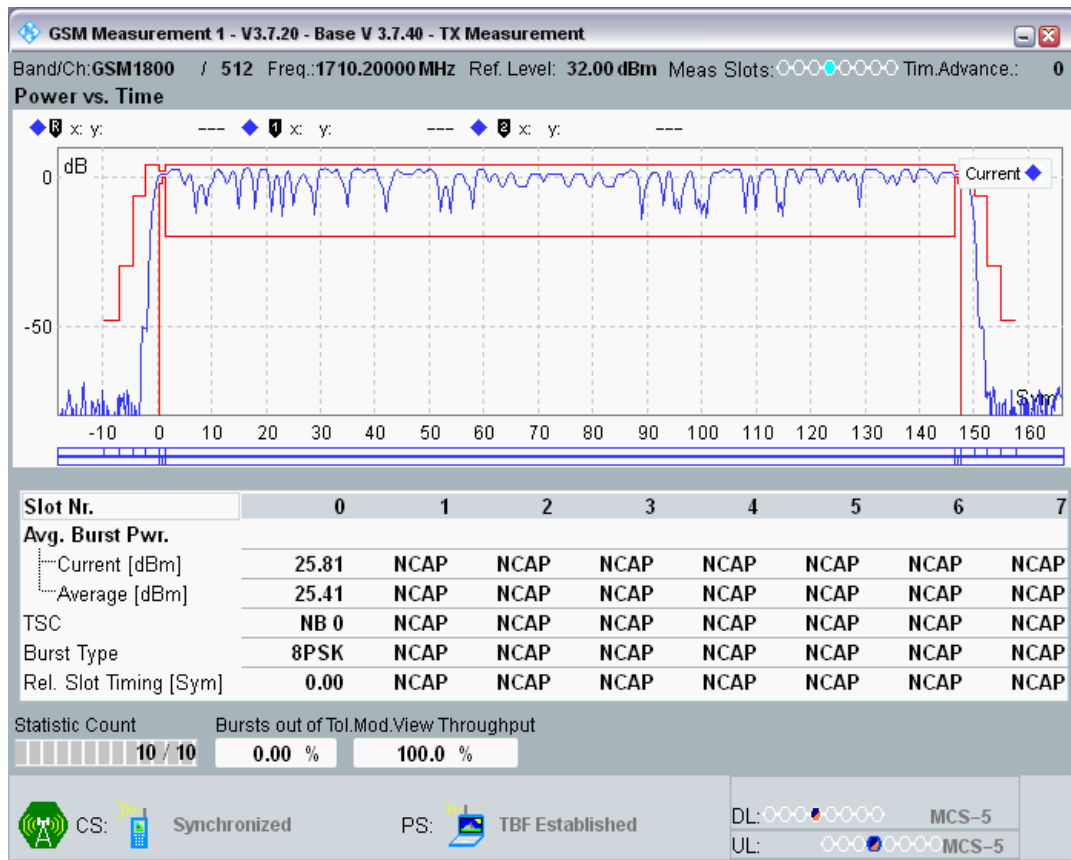 GSM Measurement 1 - V3.7.20 - Base V 3.7.40 - TX Measurement
Band/Ch:GSM1800 / 512 Freq.:1710.20000 MHz Ref. Level: 32.00 dBm Meas Slots: Tim.Advance.: 0
Power vs. Time
R x: y: --- 1 x: y: --- 2 x: y: ---
dB
Current
0
-50
Sym
-10 0 10 20 30 40 50 60 70 80 90 100 110 120 130 140 150 160
Slot Nr. 0 1 2 3 4 5 6 7
Avg. Burst Pwr.
Current [dBm] 25.81 NCAP NCAP NCAP NCAP NCAP NCAP NCAP
Average [dBm] 25.41 NCAP NCAP NCAP NCAP NCAP NCAP NCAP
TSC NB 0 NCAP NCAP NCAP NCAP NCAP NCAP NCAP
Burst Type 8PSK NCAP NCAP NCAP NCAP NCAP NCAP NCAP
Rel. Slot Timing [Sym] 0.00 NCAP NCAP NCAP NCAP NCAP NCAP NCAP
Statistic Count Bursts out of Tol.Mod.View Throughput
10 / 10 0.00 % 100.0 %
CS: Synchronized PS: TBF Established
DL: MCS-5
UL: MCS-5